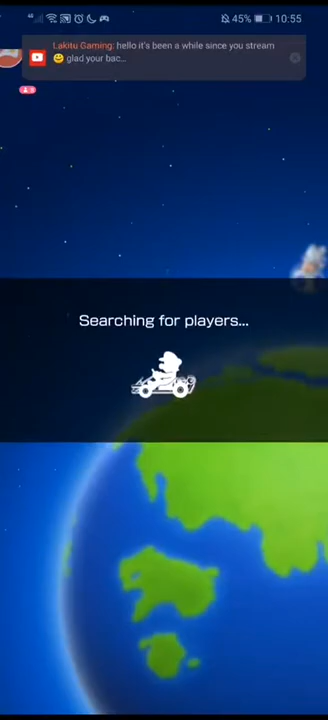 45% 10:55
Lakitu Gaming: hello it's been a while since you stream
😀 glad your bac...
Searching for players...